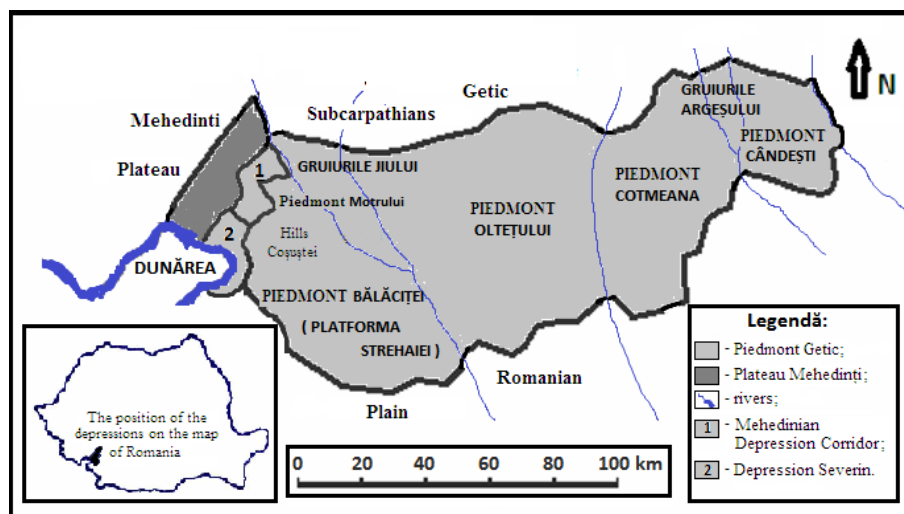 Getic
Subcarpathians
Mehedinti
Plateau
N
GRUIURILE
ARGEȘULUI
PIEDMONT
CÂNDEȘTI
1
GRUIURILE JIULUI
PIEDMONT
COTMEANA
Piedmont Motrului
PIEDMONT
OLTEȚULUI
2
Hills
Coșuștei
DUNĂREA
PIEDMONT BĂLĂCIȚEI
( PLATFORMA
STREHAIEI )
Romanian
Plain
The position of the
depressions on the map
of Romania
0 20 40 60 80 100 km
Legendă:
- Piedmont Getic;
- Plateau Mehedinți;
- rivers;
1 - Mehedinian
Depression Corridor;
2 - Depression Severin.